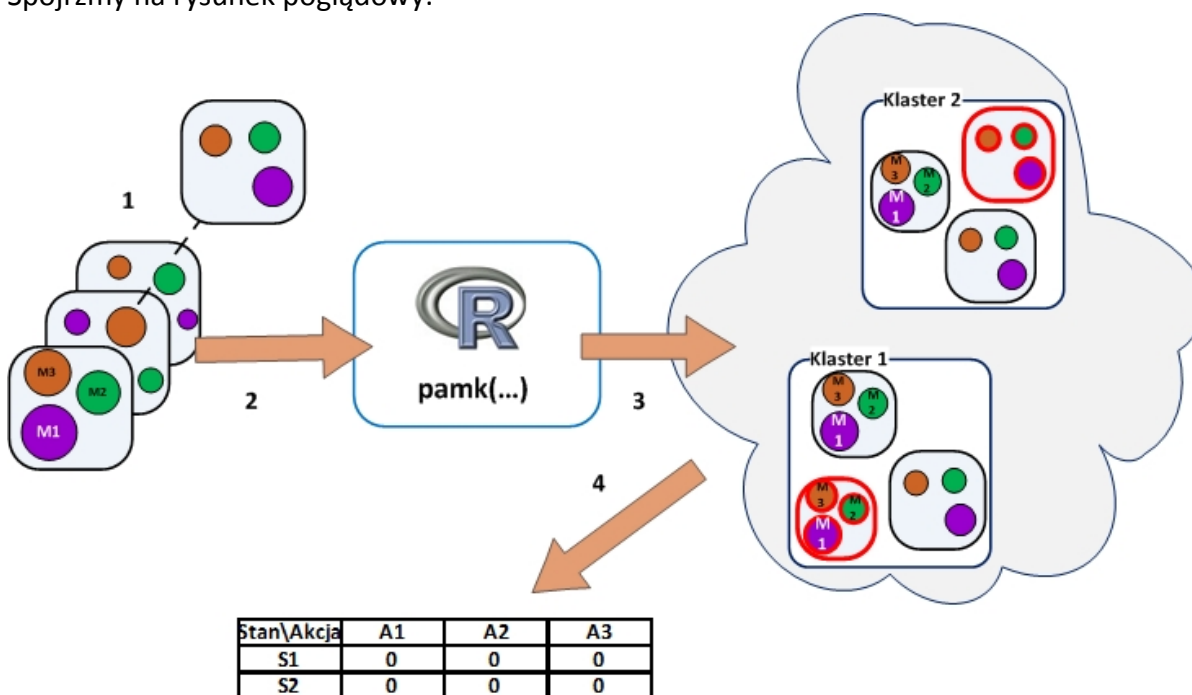 Spójrzmy na rysunek poglądowy:
1
M3
M2
M1
2
R
pamk(...)
3
Klaster 2
M
3
M
2
M
1
Klaster 1
M
3
M
2
M
1
M
3
M
2
M
1
4
Stan\Akcja A1 A2 A3
S1 0 0 0
S2 0 0 0